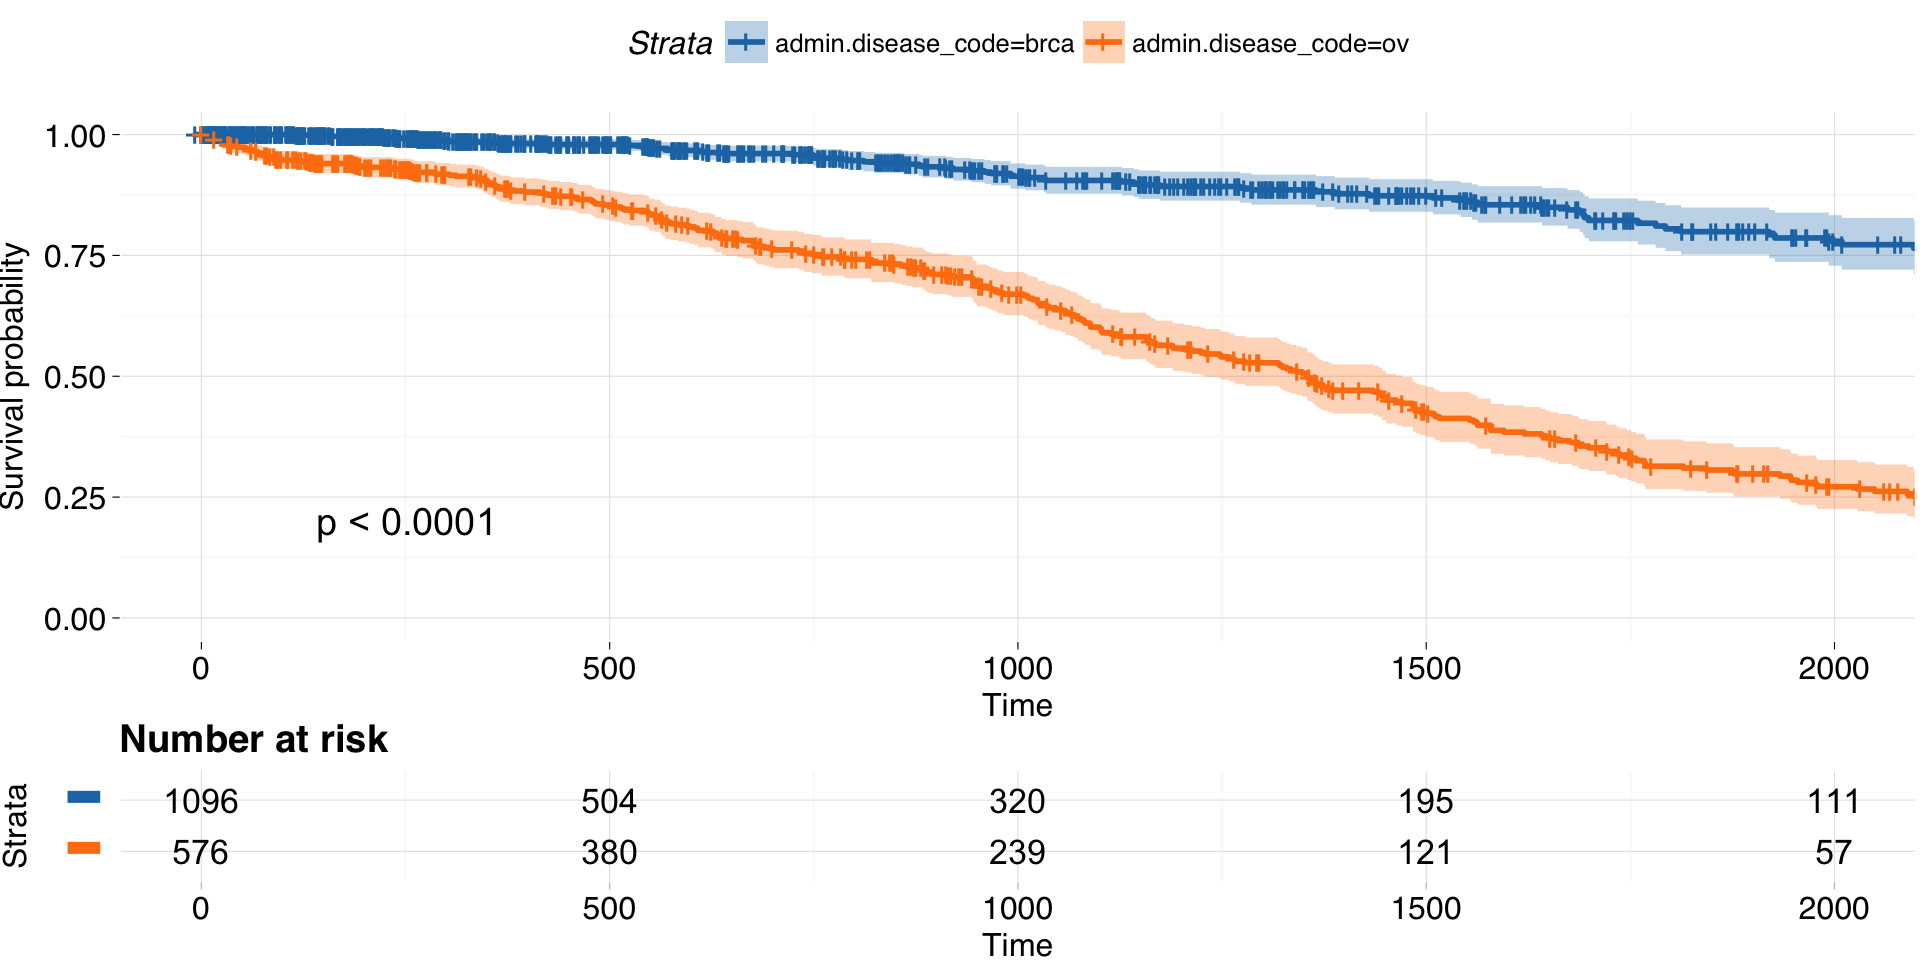 Strata admin.disease_code=brca admin.disease_code=ov
1.00
0.75
0.50
0.25
0.00
Survival probability
p < 0.0001
0 500 1000 1500 2000
Time
Number at risk
Strata
1096 504 320 195 111
576 380 239 121 57
0 500 1000 1500 2000
Time